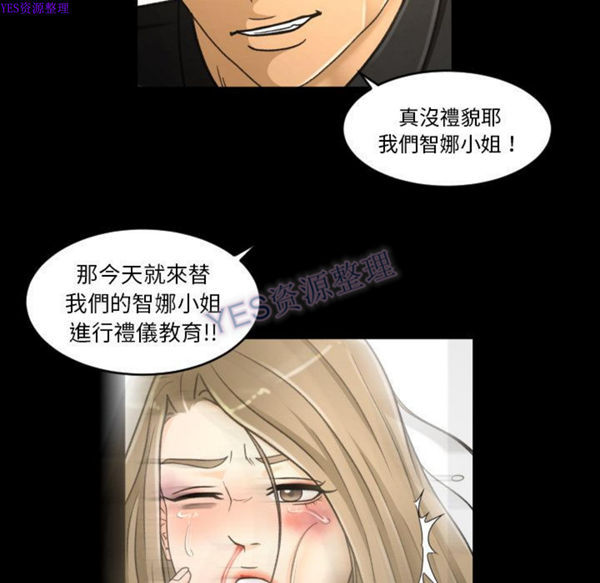 YES资源整理
真沒禮貌耶
我們智娜小姐！
那今天就來替
我們的智娜小姐
進行禮儀教育!!
YES资源整理